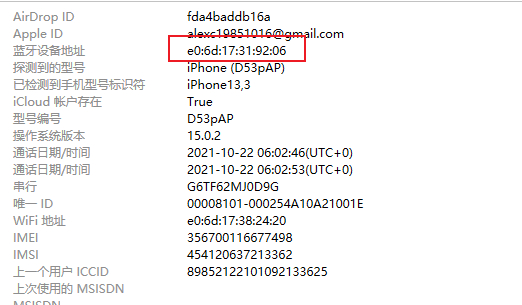 AirDrop ID fda4baddb16a
Apple ID alexc19851016@gmail.com
蓝牙设备地址 e0:6d:17:31:92:06
探测到的型号 iPhone (D53pAP)
已检测到手机型号标识符 iPhone13,3
iCloud 帐户存在 True
型号编号 D53pAP
操作系统版本 15.0.2
通话日期/时间 2021-10-22 06:02:46(UTC+0)
通话日期/时间 2021-10-22 06:02:53(UTC+0)
串行 G6TF62MJ0D9G
唯一 ID 00008101-000254A10A21001E
WiFi 地址 e0:6d:17:38:24:20
IMEI 356700116677498
IMSI 454120637213362
上一个用户 ICCID 89852122101092133625
上次使用的 MSISDN